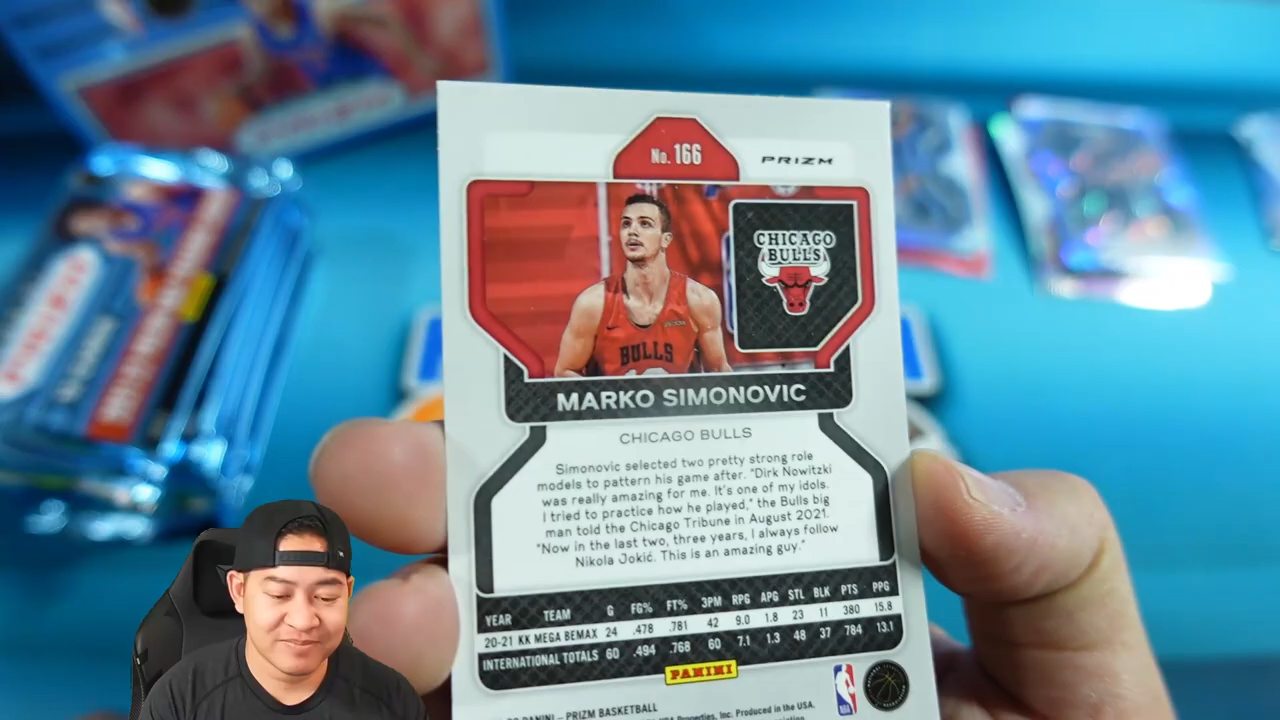 No. 166
PRIZM
CHICAGO
BULLS
BULLS
MARKO SIMONOVIC
CHICAGO BULLS
Simonovic selected two pretty strong role
models to pattern his game after. "Dirk Nowitzki
was really amazing for me. It's one of my idols.
I tried to practice how he played," the Bulls big
man told the Chicago Tribune in August 2021.
"Now in the last two, three years, I always follow
Nikola Jokić. This is an amazing guy."
YEAR TEAM G FG% FT% 3PM RPG APG STL BLK PTS PPG
20-21 KK MEGA BEMAX 24 .478 .781 42 9.0 1.8 23 11 380 15.8
INTERNATIONAL TOTALS 60 .494 .768 60 7.1 1.3 48 37 784 13.1
PANINI
NBA
PANINI – PRIZM BASKETBALL
Properties, Inc. Produced in the USA.